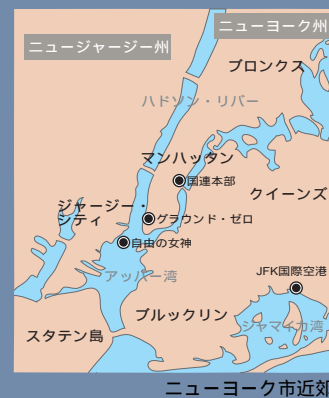 ニューヨーク州
ニュージャージー州
ブロンクス
ハドソン・リバー
マンハッタン
国連本部
クイーンズ
ジャージー・
シティ
グラウンド・ゼロ
自由の女神
アッパー湾
JFK国際空港
ブルックリン
ジャマイカ湾
スタテン島
ニューヨーク市近郊